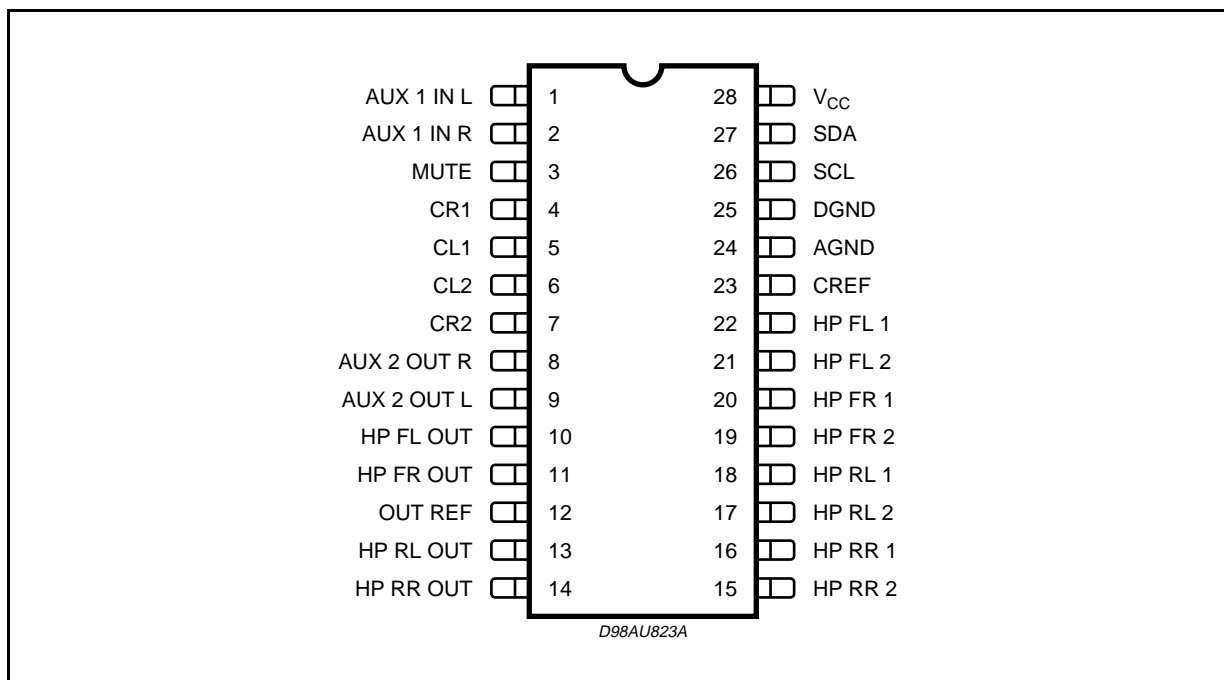 AUX 1 IN L 1 28 VCC
AUX 1 IN R 2 27 SDA
MUTE 3 26 SCL
CR1 4 25 DGND
CL1 5 24 AGND
CL2 6 23 CREF
CR2 7 22 HP FL 1
AUX 2 OUT R 8 21 HP FL 2
AUX 2 OUT L 9 20 HP FR 1
HP FL OUT 10 19 HP FR 2
HP FR OUT 11 18 HP RL 1
OUT REF 12 17 HP RL 2
HP RL OUT 13 16 HP RR 1
HP RR OUT 14 15 HP RR 2
D98AU823A